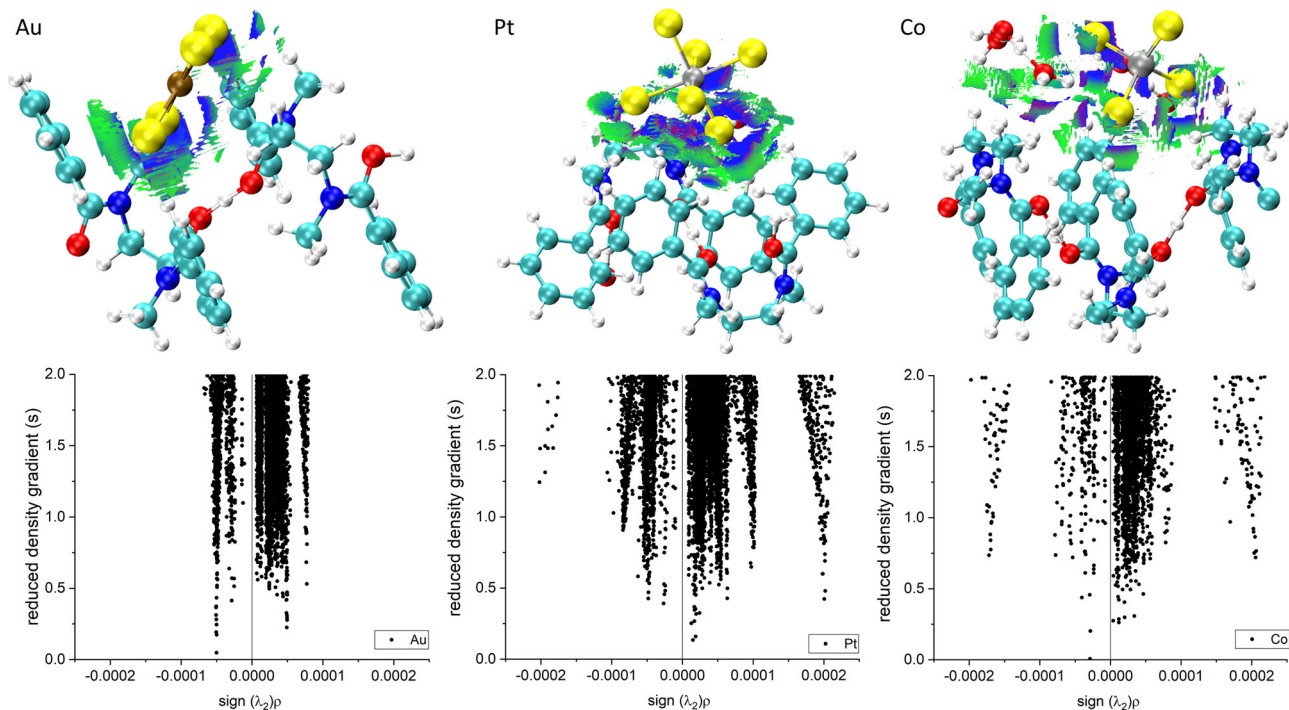 Au
Pt
Co
2.0
1.5
1.0
0.5
0.0
reduced density gradient (s)
-0.0002
-0.0001
0.0000
0.0001
0.0002
sign (λ₂)ρ
Au
2.0
1.5
1.0
0.5
0.0
reduced density gradient (s)
-0.0002
-0.0001
0.0000
0.0001
0.0002
sign (λ₂)ρ
Pt
2.0
1.5
1.0
0.5
0.0
reduced density gradient (s)
-0.0002
-0.0001
0.0000
0.0001
0.0002
sign (λ₂)ρ
Co